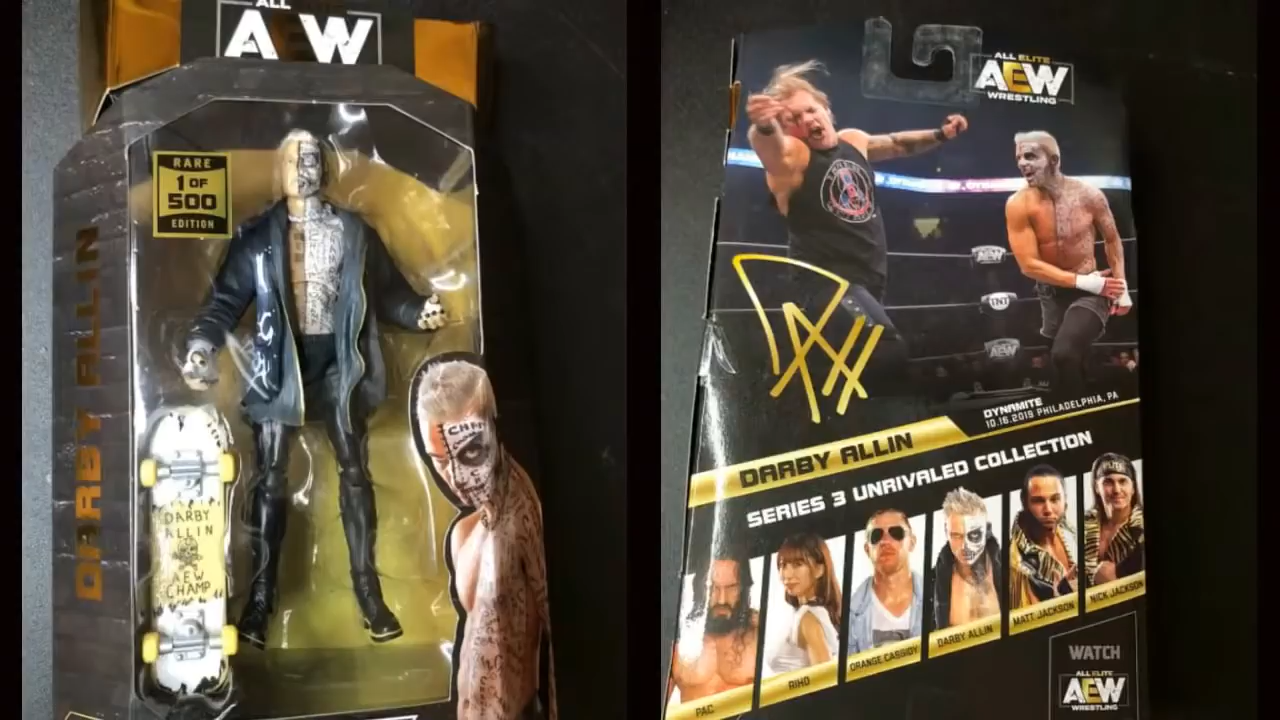 ALL
AEW
DARBY ALLIN
RARE
1 OF
500
EDITION
CHEN
DARBY
ALLIN
AEW
CHAMP
ALL ELITE
AEW
WRESTLING
AEW
TNT
AEW
DYNAMITE
10.16.2019 PHILADELPHIA, PA
DARBY ALLIN
SERIES 3 UNRIVALED COLLECTION
ELITE
PAC
RIHO
ORANGE CASSIDY
DARBY ALLIN
MATT JACKSON
NICK JACKSON
WATCH
ALL ELITE
AEW
WRESTLING